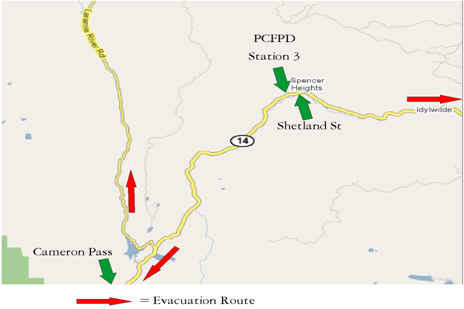 Laramie River Rd
PCFPD
Station 3
Spencer
Heights
Idylwilde
Shetland St
14
Cameron Pass
= Evacuation Route